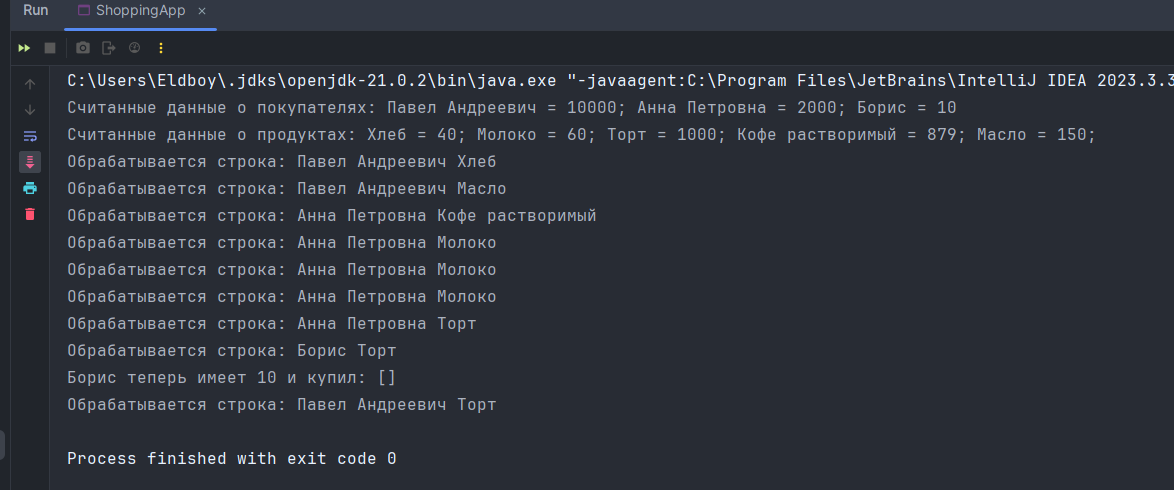 Run ShoppingApp ×
C:\Users\Eldboy\.jdks\openjdk-21.0.2\bin\java.exe "-javaagent:C:\Program Files\JetBrains\IntelliJ IDEA 2023.3.3
Считанные данные о покупателях: Павел Андреевич = 10000; Анна Петровна = 2000; Борис = 10
Считанные данные о продуктах: Хлеб = 40; Молоко = 60; Торт = 1000; Кофе растворимый = 879; Масло = 150;
Обрабатывается строка: Павел Андреевич Хлеб
Обрабатывается строка: Павел Андреевич Масло
Обрабатывается строка: Анна Петровна Кофе растворимый
Обрабатывается строка: Анна Петровна Молоко
Обрабатывается строка: Анна Петровна Молоко
Обрабатывается строка: Анна Петровна Молоко
Обрабатывается строка: Анна Петровна Торт
Обрабатывается строка: Борис Торт
Борис теперь имеет 10 и купил: []
Обрабатывается строка: Павел Андреевич Торт
Process finished with exit code 0